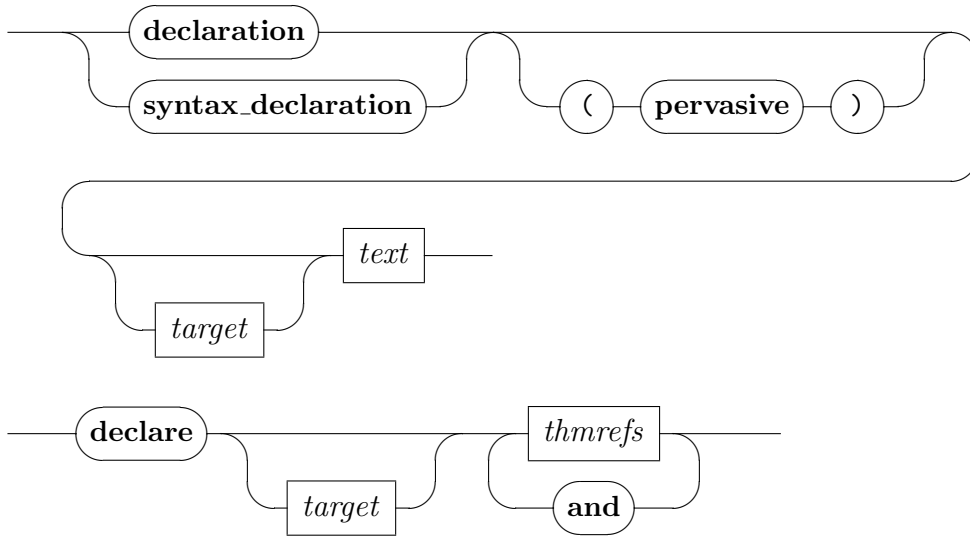 declaration
syntax_declaration
( pervasive )
text
target
declare
thmrefs
target
and